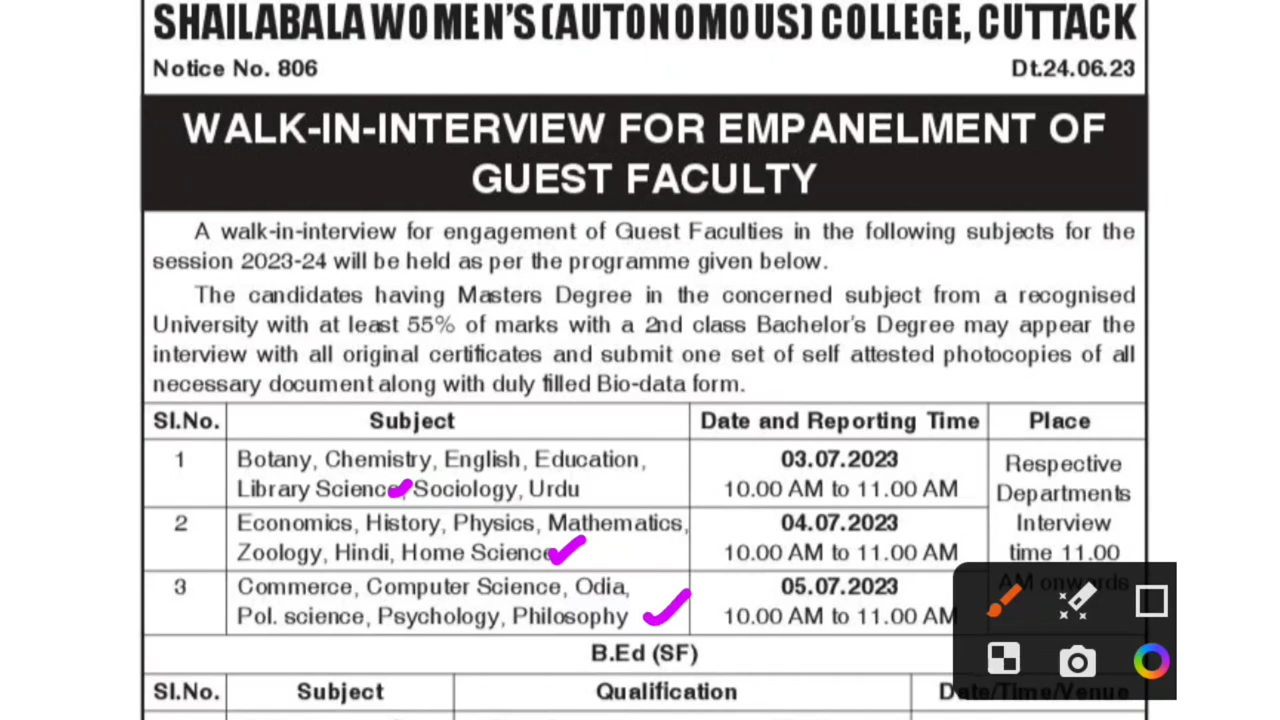 SHAILABALA WOMEN'S (AUTONOMOUS) COLLEGE, CUTTACK
Notice No. 806 Dt.24.06.23
WALK-IN-INTERVIEW FOR EMPANELMENT OF
GUEST FACULTY
A walk-in-interview for engagement of Guest Faculties in the following subjects for the
session 2023-24 will be held as per the programme given below.
The candidates having Masters Degree in the concerned subject from a recognised
University with at least 55% of marks with a 2nd class Bachelor's Degree may appear the
interview with all original certificates and submit one set of self attested photocopies of all
necessary document along with duly filled Bio-data form.
Sl.No. Subject Date and Reporting Time Place
1 Botany, Chemistry, English, Education, 03.07.2023 Respective
Library Science, Sociology, Urdu 10.00 AM to 11.00 AM Departments
2 Economics, History, Physics, Mathematics, 04.07.2023 Interview
Zoology, Hindi, Home Science 10.00 AM to 11.00 AM time 11.00
3 Commerce, Computer Science, Odia, 05.07.2023 AM onwards
Pol. science, Psychology, Philosophy 10.00 AM to 11.00 AM
B.Ed (SF)
Sl.No. Subject Qualification Date/Time/Venue